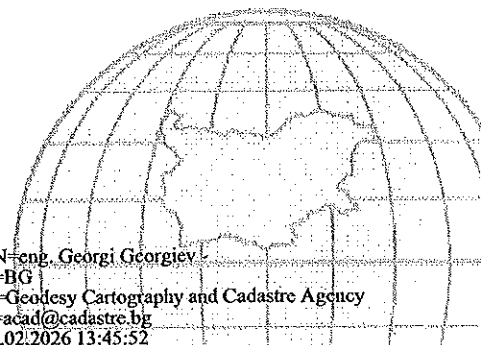 N=eng. Georgi Georgiev -
=BG
=Geodesy Cartography and Cadastre Agency
=acad@cadastre.bg
.02.2026 13:45:52